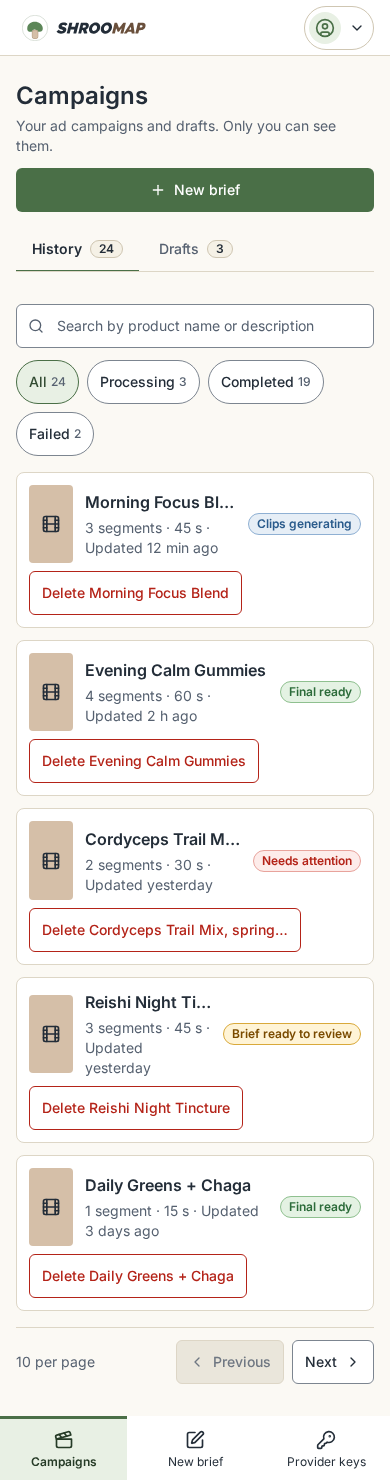 SHROOMAP
Campaigns
Your ad campaigns and drafts. Only you can see
them.
New brief
History 24 Drafts 3
Search by product name or description
All 24 Processing 3 Completed 19
Failed 2
Morning Focus Bl...
3 segments · 45 s ·
Updated 12 min ago
Clips generating
Delete Morning Focus Blend
Evening Calm Gummies
4 segments · 60 s ·
Updated 2 h ago
Final ready
Delete Evening Calm Gummies
Cordyceps Trail M...
2 segments · 30 s ·
Updated yesterday
Needs attention
Delete Cordyceps Trail Mix, spring...
Reishi Night Ti...
3 segments · 45 s ·
Updated
yesterday
Brief ready to review
Delete Reishi Night Tincture
Daily Greens + Chaga
1 segment · 15 s · Updated
3 days ago
Final ready
Delete Daily Greens + Chaga
10 per page Previous Next
Campaigns New brief Provider keys